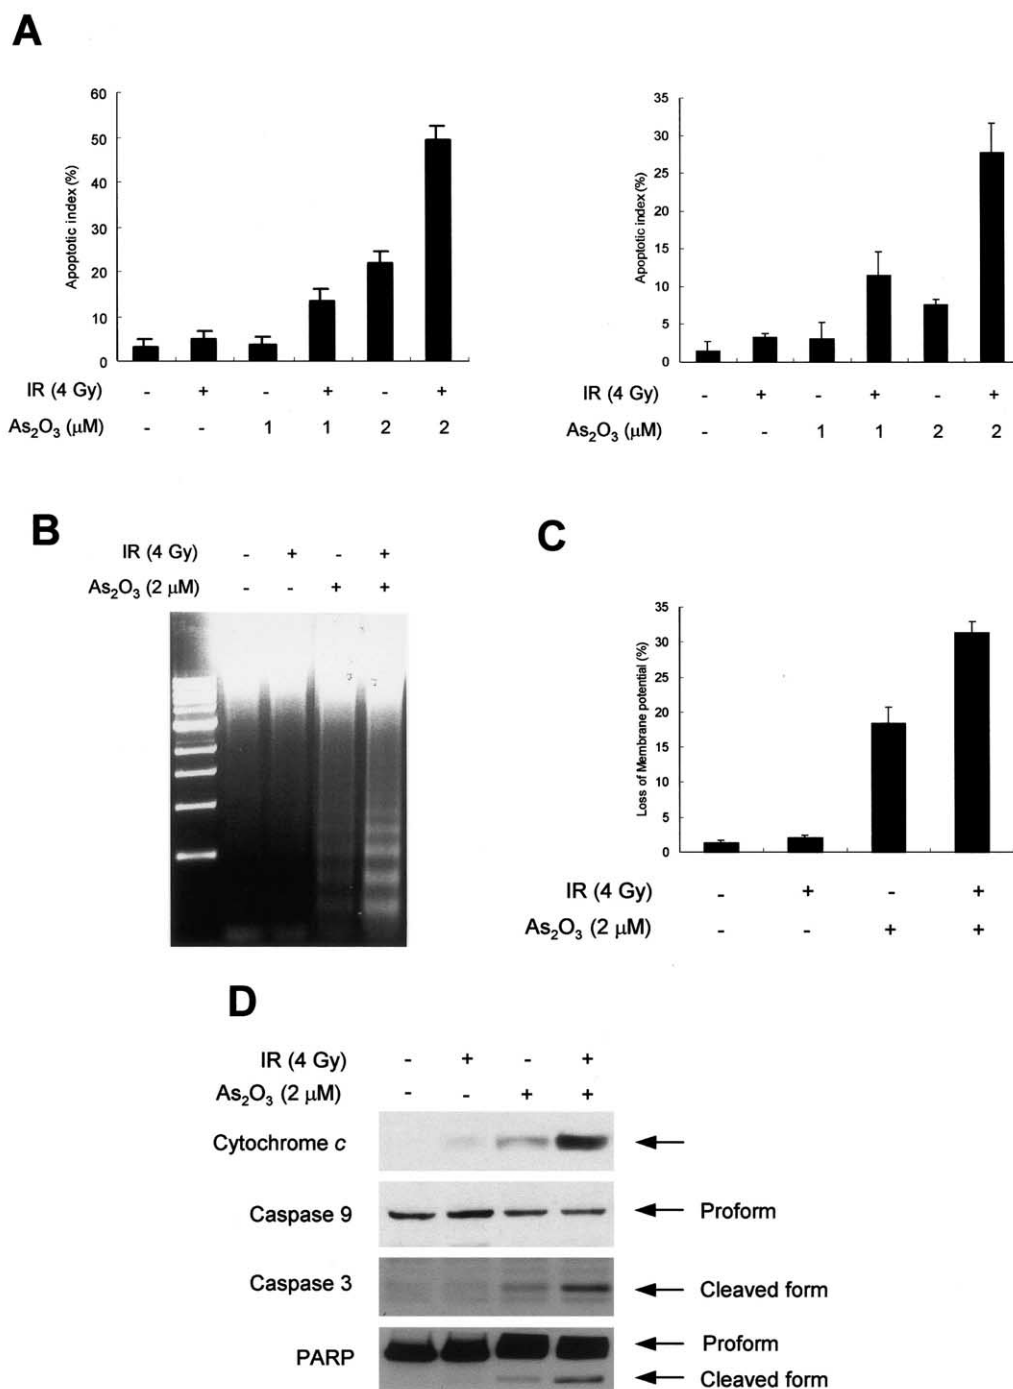 A
60
50
40
30
20
10
0
Apoptotic index (%)
IR (4 Gy) - + - + - +
As₂O₃ (μM) - - 1 1 2 2
35
30
25
20
15
10
5
0
Apoptotic index (%)
IR (4 Gy) - + - + - +
As₂O₃ (μM) - - 1 1 2 2
B
IR (4 Gy) - + - +
As₂O₃ (2 μM) - - + +
C
35
30
25
20
15
10
5
0
Loss of Membrane potential (%)
IR (4 Gy) - + - +
As₂O₃ (2 μM) - - + +
D
IR (4 Gy) - + - +
As₂O₃ (2 μM) - - + +
Cytochrome c
Caspase 9 Proform
Caspase 3 Cleaved form
PARP Proform
Cleaved form